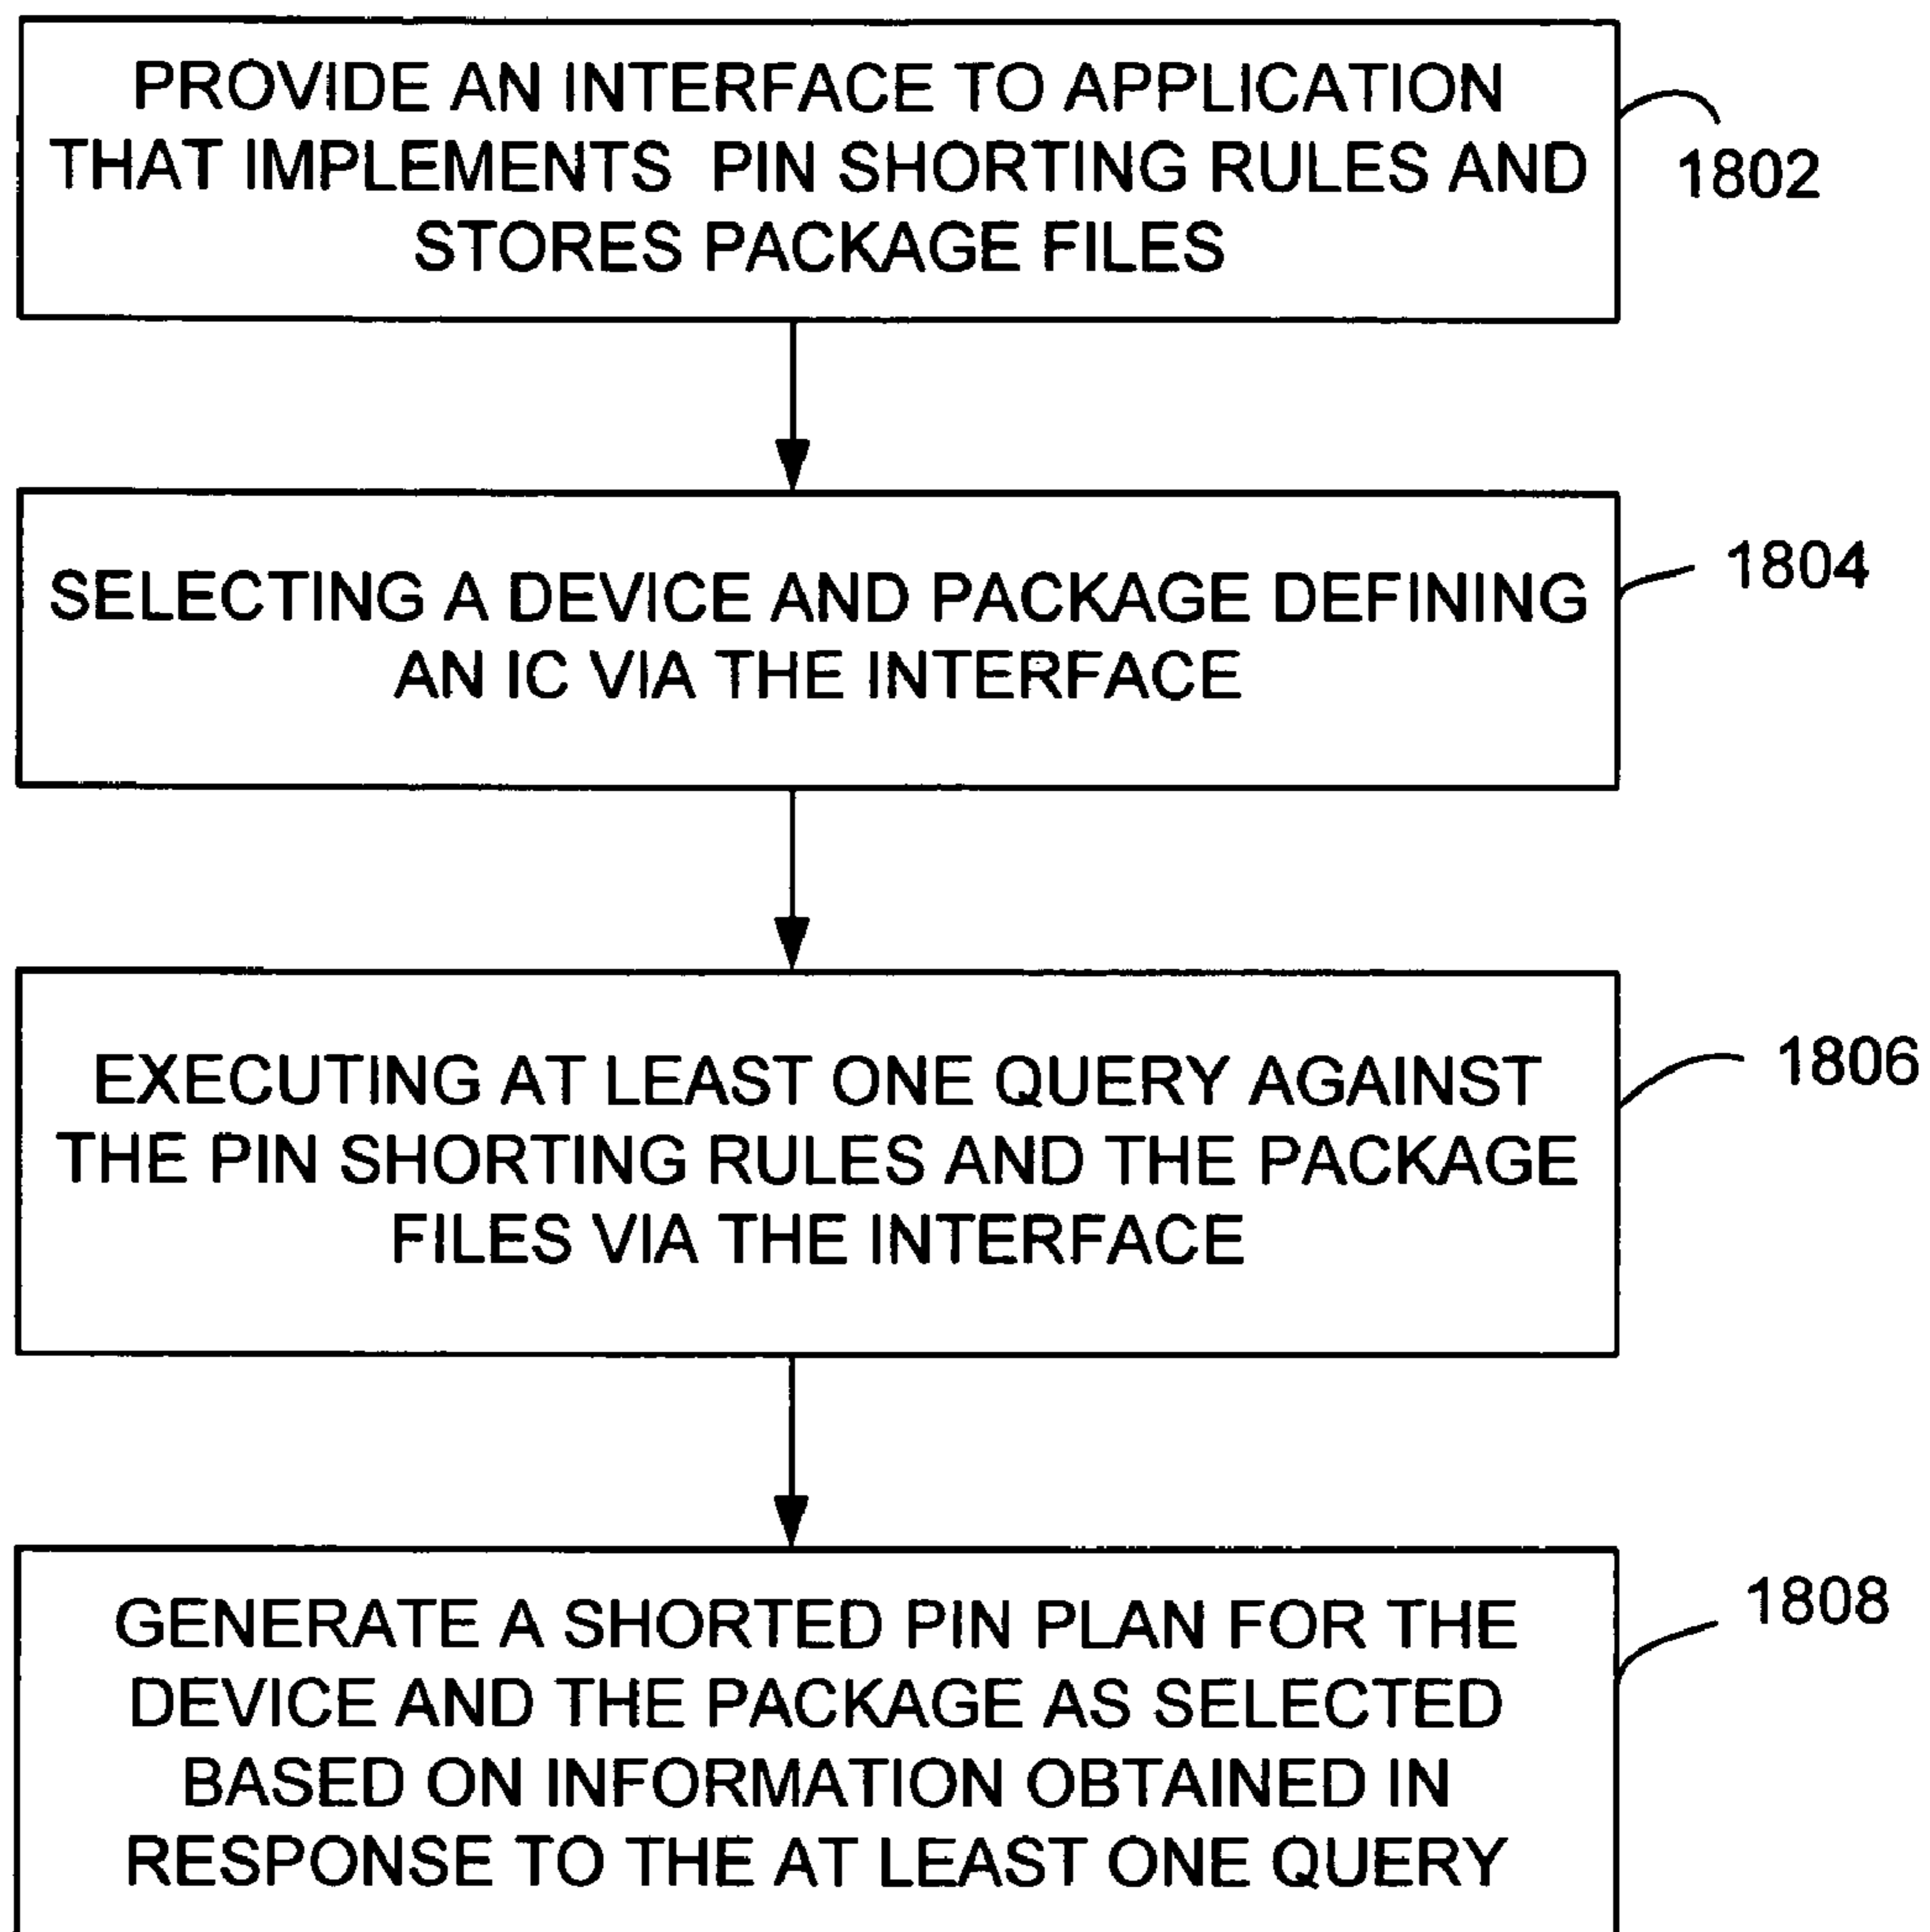 PROVIDE AN INTERFACE TO APPLICATION
THAT IMPLEMENTS PIN SHORTING RULES AND
STORES PACKAGE FILES
1802
SELECTING A DEVICE AND PACKAGE DEFINING
AN IC VIA THE INTERFACE
1804
EXECUTING AT LEAST ONE QUERY AGAINST
THE PIN SHORTING RULES AND THE PACKAGE
FILES VIA THE INTERFACE
1806
GENERATE A SHORTED PIN PLAN FOR THE
DEVICE AND THE PACKAGE AS SELECTED
BASED ON INFORMATION OBTAINED IN
RESPONSE TO THE AT LEAST ONE QUERY
1808